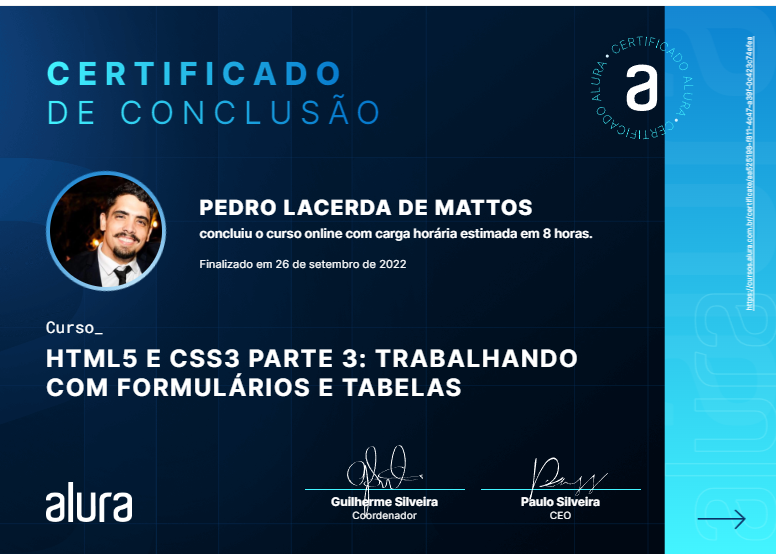 CERTIFICADO
DE CONCLUSÃO
CERTIFICADO ALURA • CERTIFICADO ALURA •
a
PEDRO LACERDA DE MATTOS
concluiu o curso online com carga horária estimada em 8 horas.
Finalizado em 26 de setembro de 2022
Curso_
HTML5 E CSS3 PARTE 3: TRABALHANDO
COM FORMULÁRIOS E TABELAS
alura
Guilherme Silveira
Coordenador
Paulo Silveira
CEO
alura